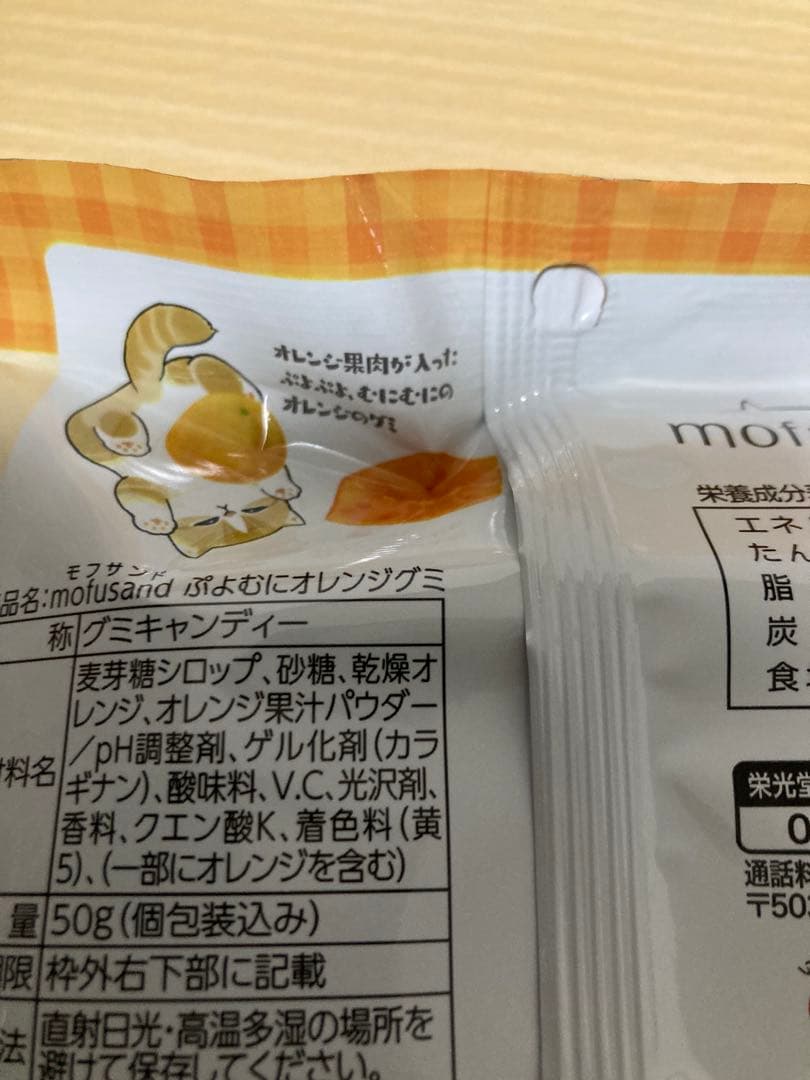 オレンジ果肉が入った
ぷよぷよ、むにむにの
オレンジのグミ
mof
モフサンド
品名:mofusand ぷよむにオレンジグミ
称 グミキャンディー
料名 麦芽糖シロップ、砂糖、乾燥オ
レンジ、オレンジ果汁パウダー
/pH調整剤、ゲル化剤(カラ
ギナン)、酸味料、V.C、光沢剤、
香料、クエン酸K、着色料(黄
5)、(一部にオレンジを含む)
量 50g(個包装込み)
限 枠外右下部に記載
法 直射日光・高温多湿の場所を
避けて保存してください。
栄養成分
エネ
たん
脂
炭
食
栄光堂
0
通話料
〒50